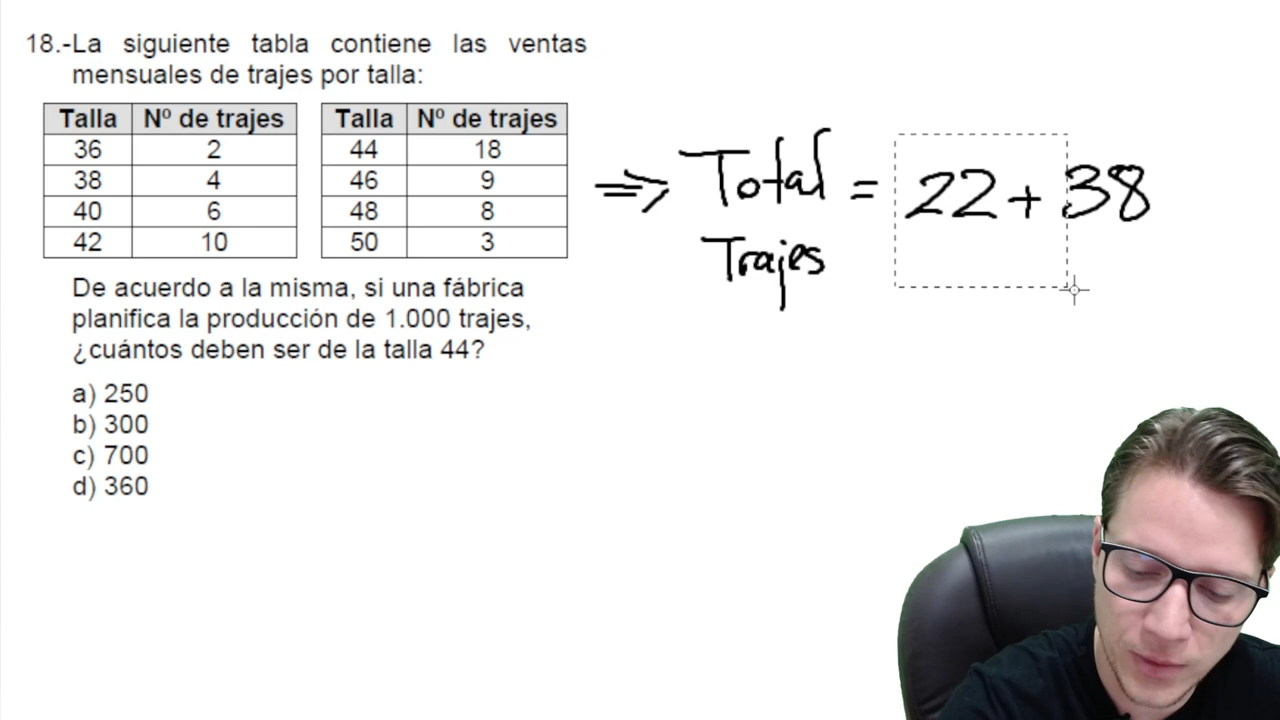 18.-La siguiente tabla contiene las ventas
mensuales de trajes por talla:
Talla Nº de trajes
36 2
38 4
40 6
42 10
Talla Nº de trajes
44 18
46 9
48 8
50 3
De acuerdo a la misma, si una fábrica
planifica la producción de 1.000 trajes,
¿cuántos deben ser de la talla 44?
a) 250
b) 300
c) 700
d) 360
⇒ Total = 22 + 38
Trajes